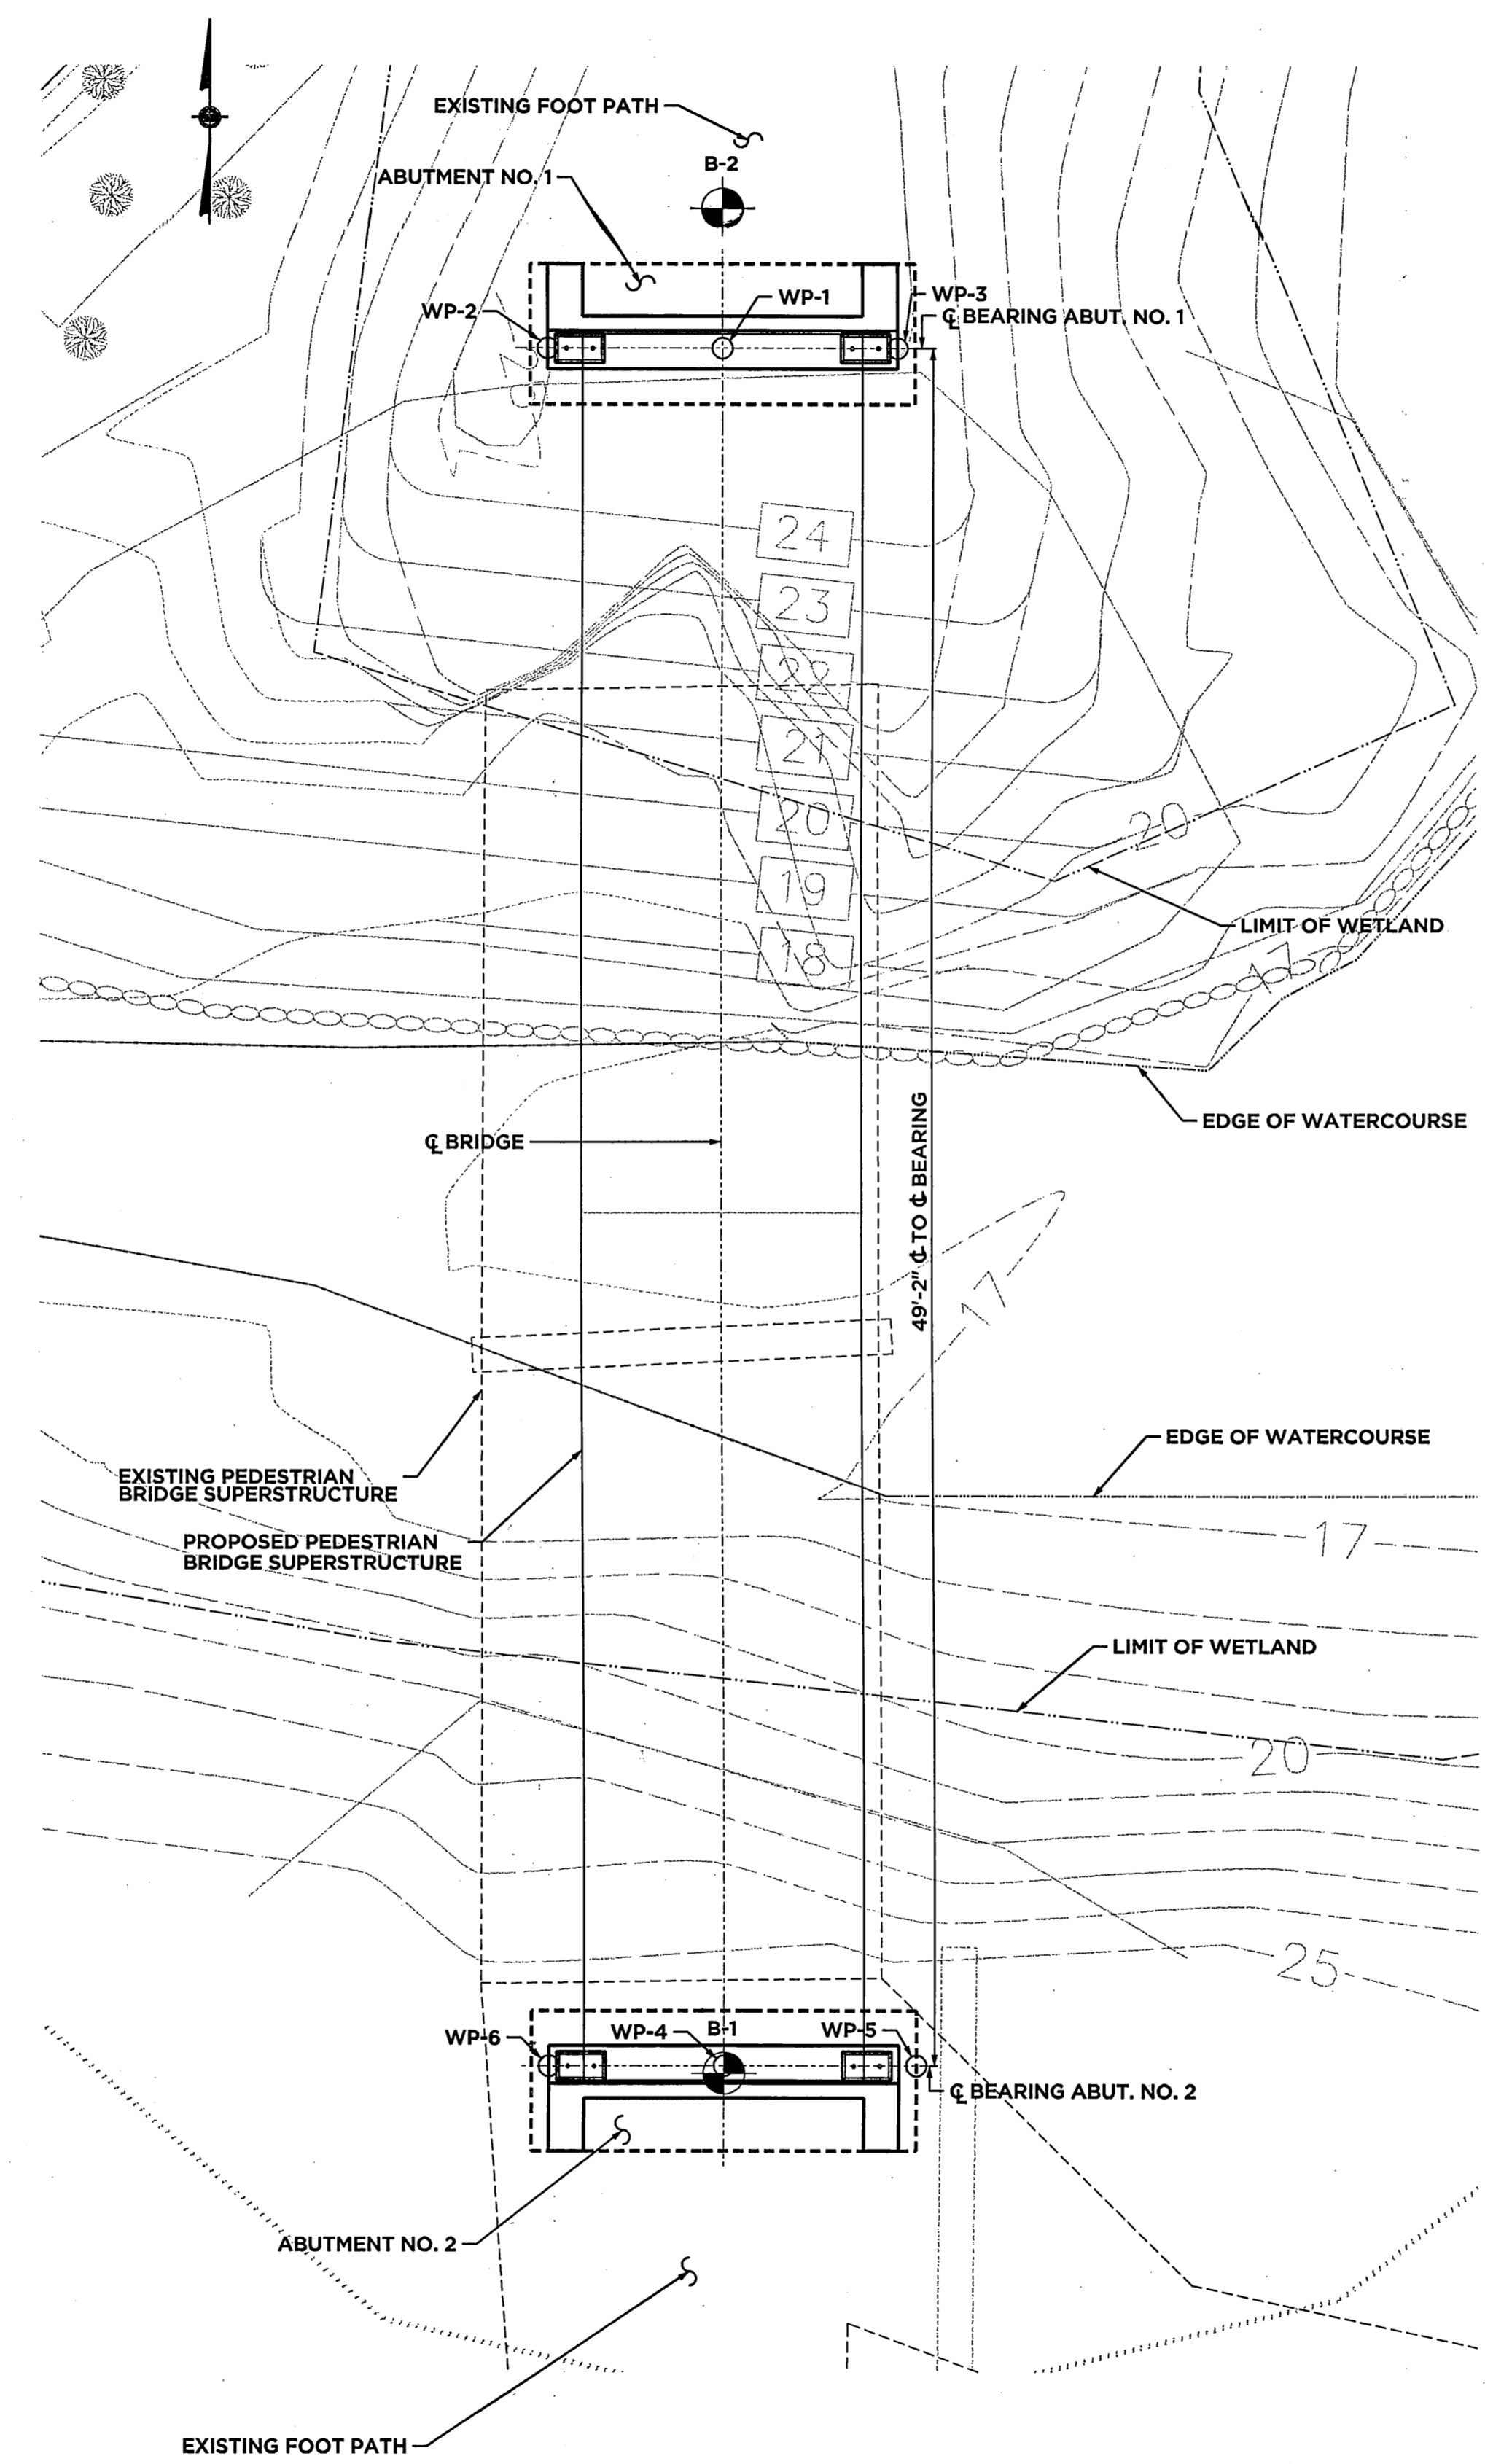 EXISTING FOOT PATH
B-2
ABUTMENT NO. 1
WP-3
WP-1
WP-2
℄ BEARING ABUT. NO. 1
24
23
22
21
20
20
19
LIMIT OF WETLAND
18
17
EDGE OF WATERCOURSE
℄ BRIDGE
49'-2" ℄ TO ℄ BEARING
17
EDGE OF WATERCOURSE
EXISTING PEDESTRIAN
BRIDGE SUPERSTRUCTURE
17
PROPOSED PEDESTRIAN
BRIDGE SUPERSTRUCTURE
LIMIT OF WETLAND
20
25
WP-6
WP-4
B-1
WP-5
℄ BEARING ABUT. NO. 2
ABUTMENT NO. 2
EXISTING FOOT PATH